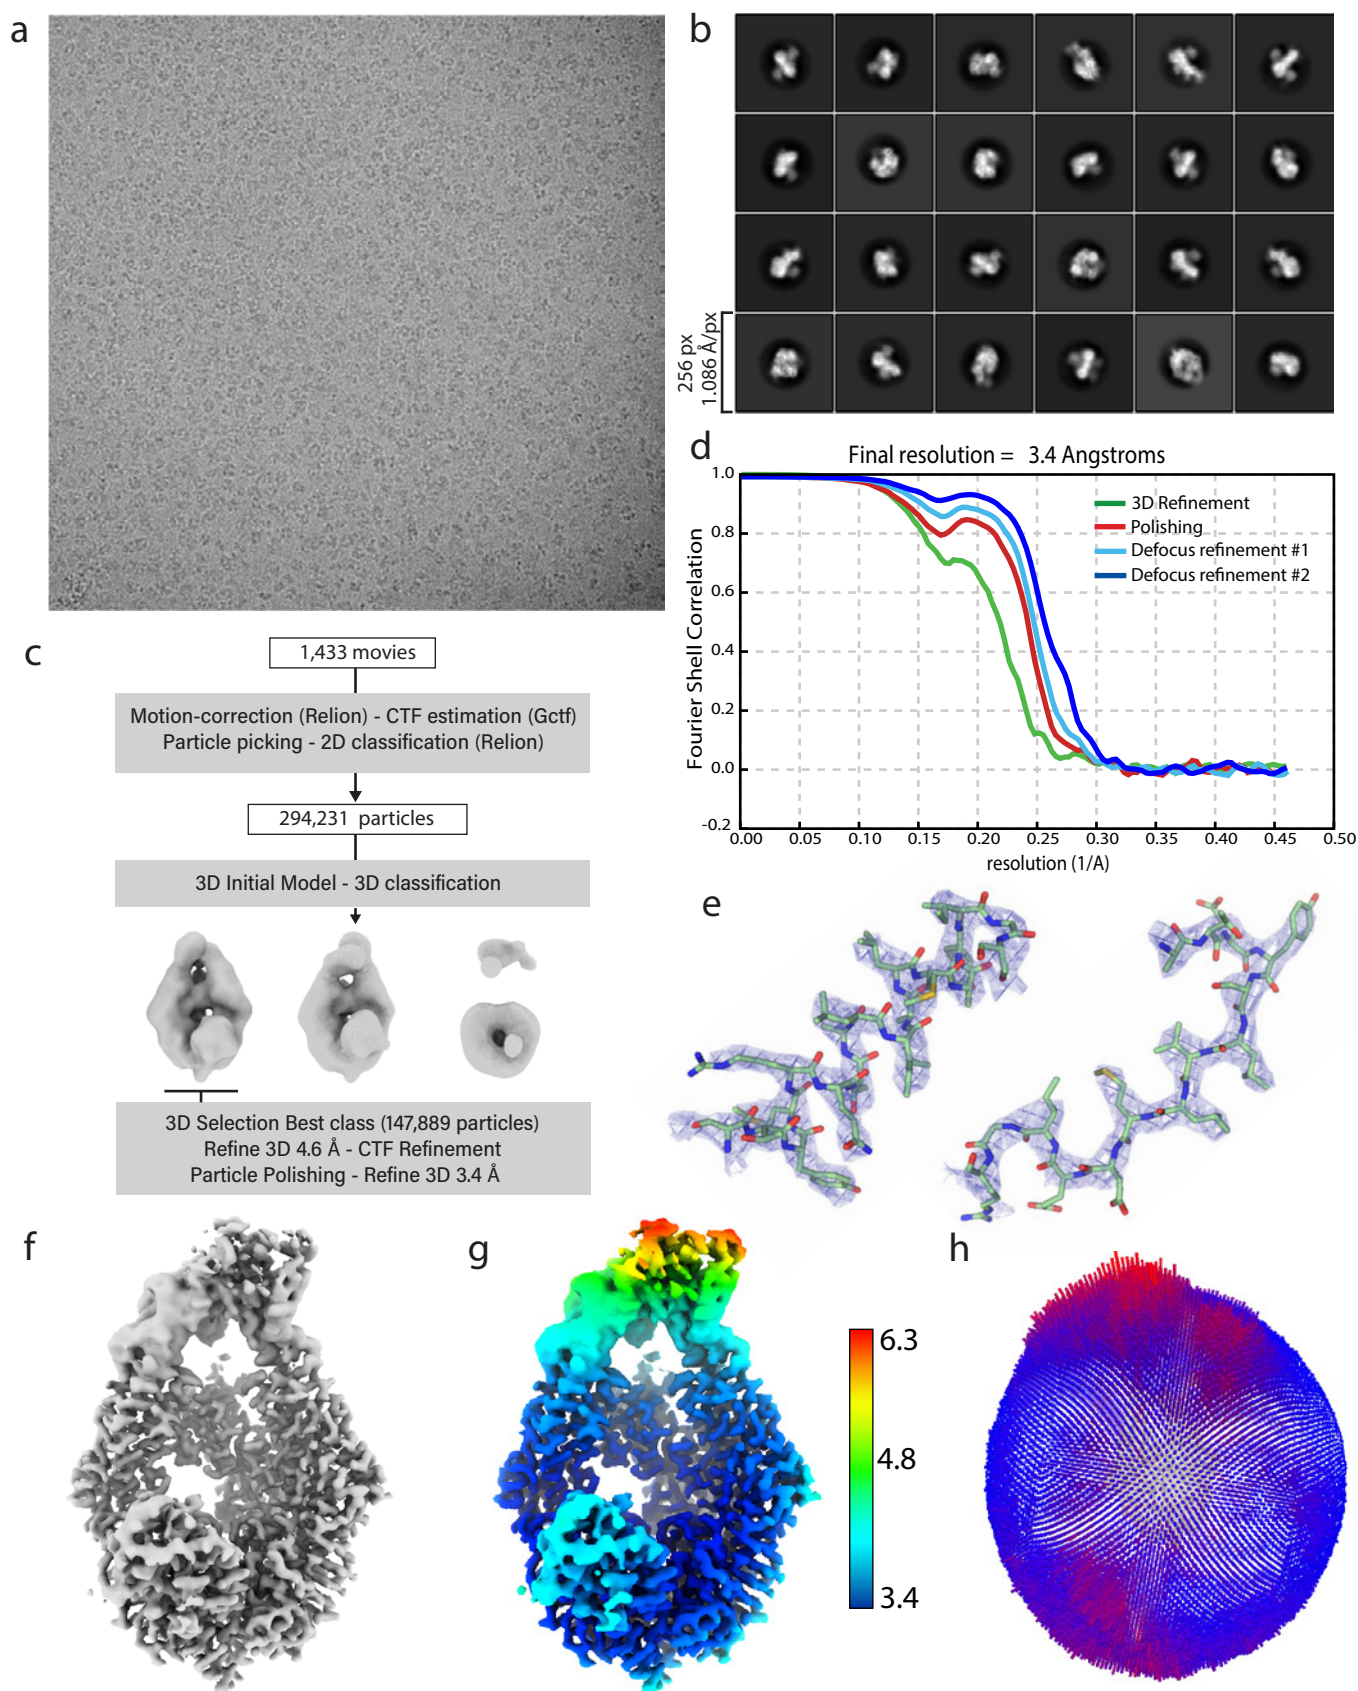 a
b
256 px
1.086 Å/px
c
1,433 movies
Motion-correction (Relion) - CTF estimation (Gctf)
Particle picking - 2D classification (Relion)
294,231 particles
3D Initial Model - 3D classification
3D Selection Best class (147,889 particles)
Refine 3D 4.6 Å - CTF Refinement
Particle Polishing - Refine 3D 3.4 Å
d
Final resolution = 3.4 Angstroms
Fourier Shell Correlation
1.0
0.8
0.6
0.4
0.2
0.0
-0.2
3D Refinement
Polishing
Defocus refinement #1
Defocus refinement #2
0.00 0.05 0.10 0.15 0.20 0.25 0.30 0.35 0.40 0.45 0.50
resolution (1/A)
e
f
g
6.3
4.8
3.4
h